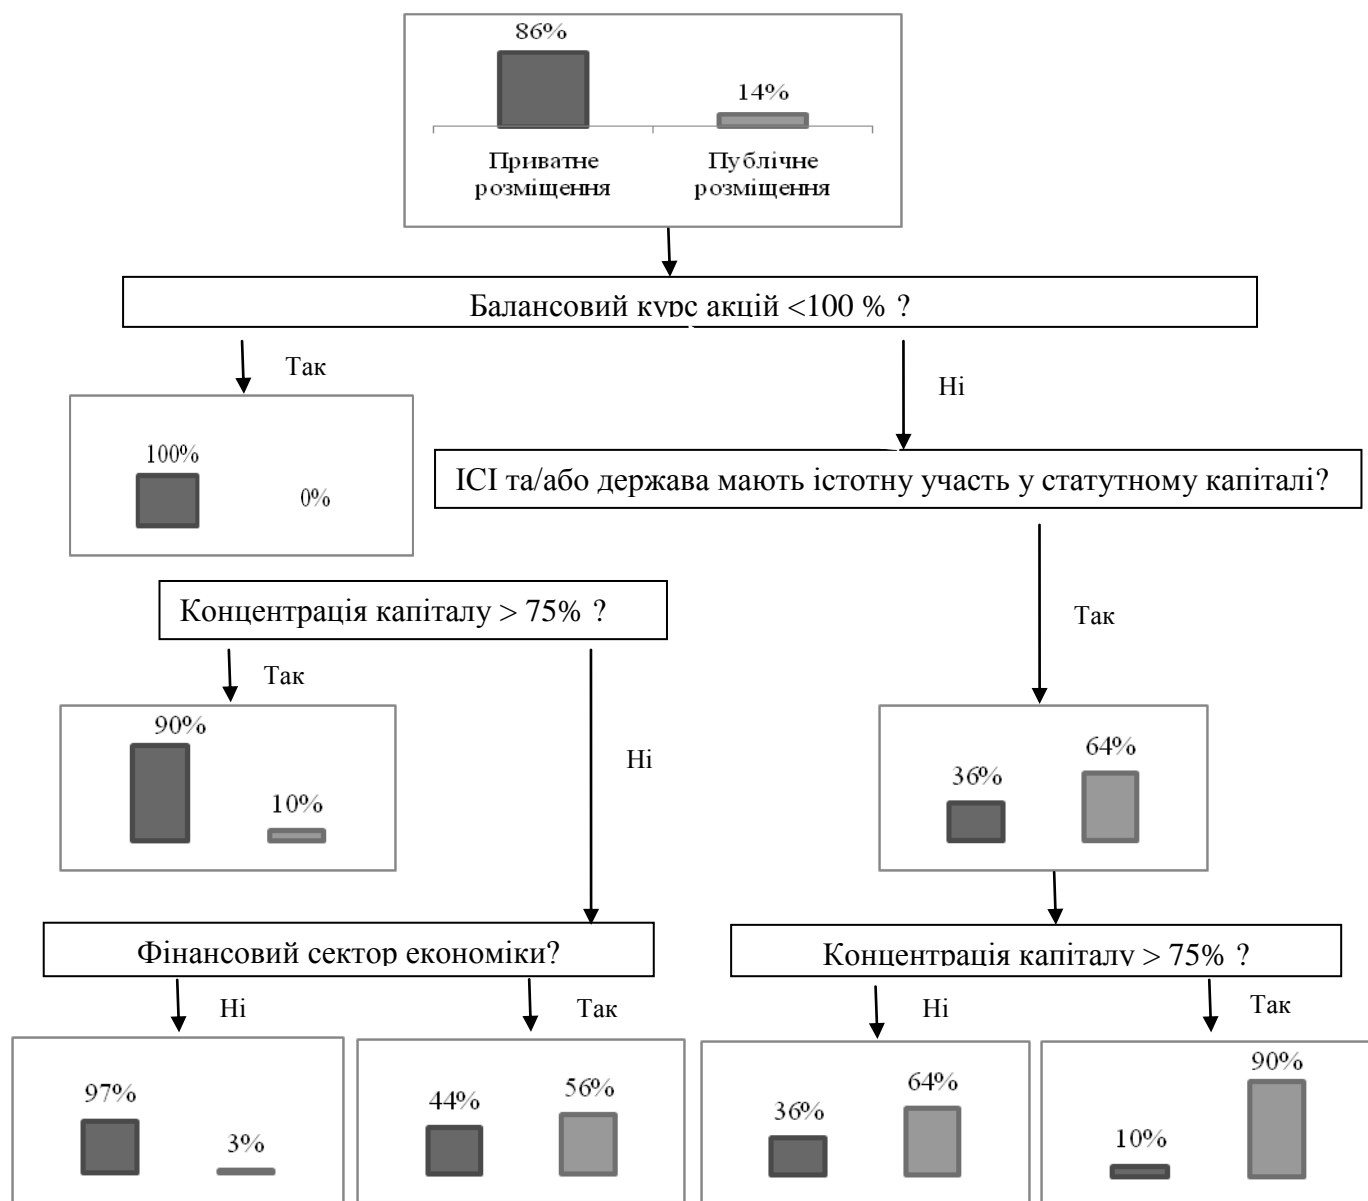 86%
14%
Приватне
розміщення
Публічне
розміщення
Балансовий курс акцій <100 % ?
Так
Ні
100%
0%
ІСІ та/або держава мають істотну участь у статутному капіталі?
Концентрація капіталу > 75% ?
Так
Так
90%
10%
Ні
36%
64%
Фінансовий сектор економіки?
Концентрація капіталу > 75% ?
Ні
Так
Ні
Так
97%
3%
44%
56%
36%
64%
10%
90%